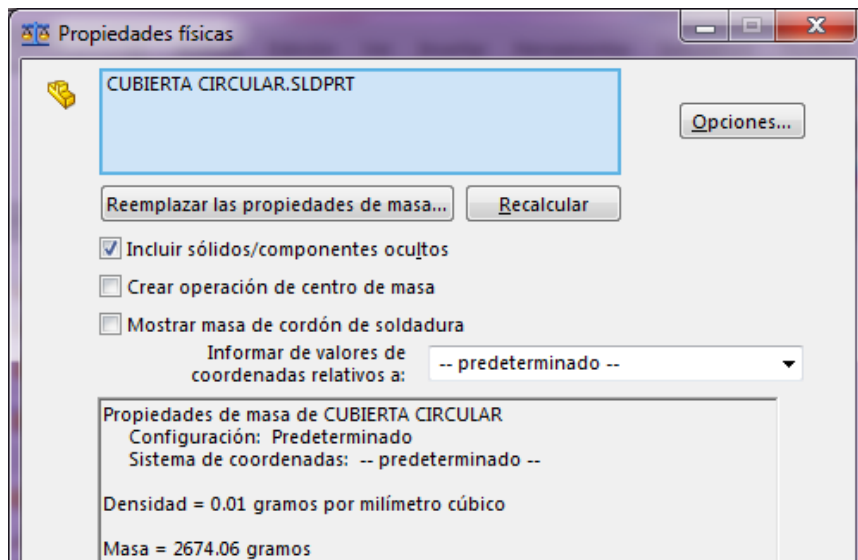 Propiedades físicas
CUBIERTA CIRCULAR.SLDPRT
Opciones...
Reemplazar las propiedades de masa...
Recalcular
Incluir sólidos/componentes ocultos
Crear operación de centro de masa
Mostrar masa de cordón de soldadura
Informar de valores de
coordenadas relativos a:
-- predeterminado --
Propiedades de masa de CUBIERTA CIRCULAR
Configuración: Predeterminado
Sistema de coordenadas: -- predeterminado --
Densidad = 0.01 gramos por milímetro cúbico
Masa = 2674.06 gramos